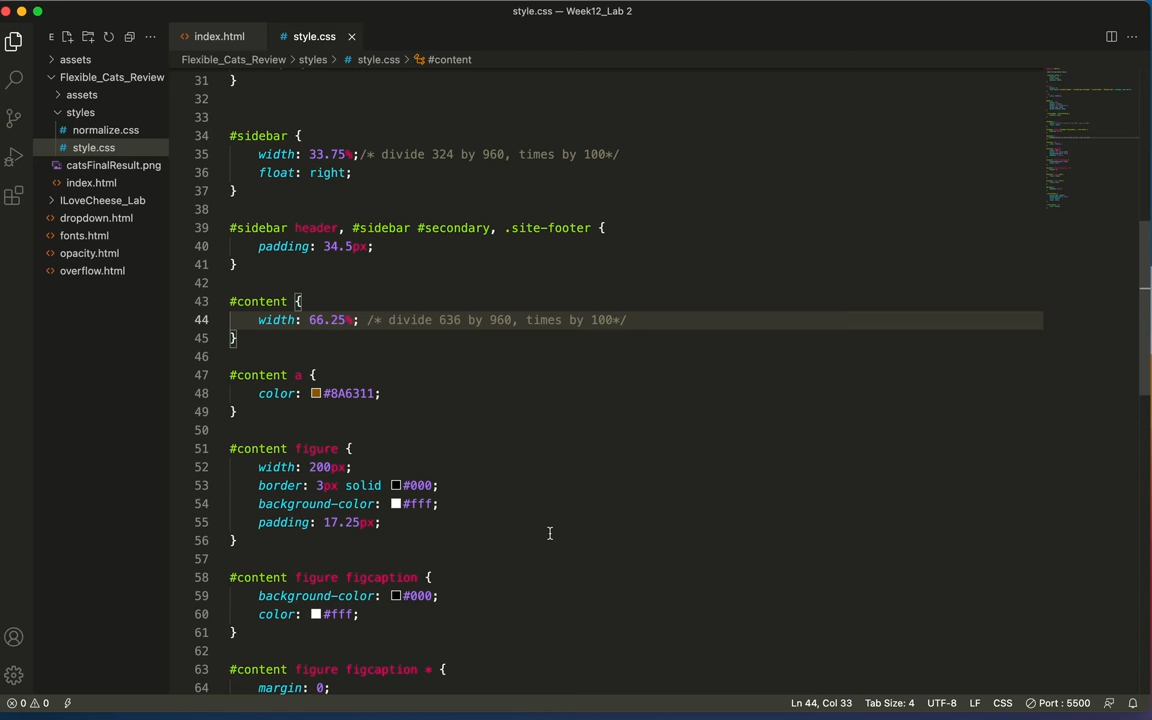 style.css — Week12_Lab 2
E
index.html
# style.css
assets
Flexible_Cats_Review
assets
styles
# normalize.css
# style.css
catsFinalResult.png
index.html
ILoveCheese_Lab
dropdown.html
fonts.html
opacity.html
overflow.html
Flexible_Cats_Review > styles > # style.css > #content
31 }
32
33
34 #sidebar {
35 width: 33.75%;/* divide 324 by 960, times by 100*/
36 float: right;
37 }
38
39 #sidebar header, #sidebar #secondary, .site-footer {
40 padding: 34.5px;
41 }
42
43 #content {
44 width: 66.25%; /* divide 636 by 960, times by 100*/
45 }
46
47 #content a {
48 color: #8A6311;
49 }
50
51 #content figure {
52 width: 200px;
53 border: 3px solid #000;
54 background-color: #fff;
55 padding: 17.25px;
56 }
57
58 #content figure figcaption {
59 background-color: #000;
60 color: #fff;
61 }
62
63 #content figure figcaption * {
64 margin: 0;
0 0 Ln 44, Col 33 Tab Size: 4 UTF-8 LF CSS Port : 5500